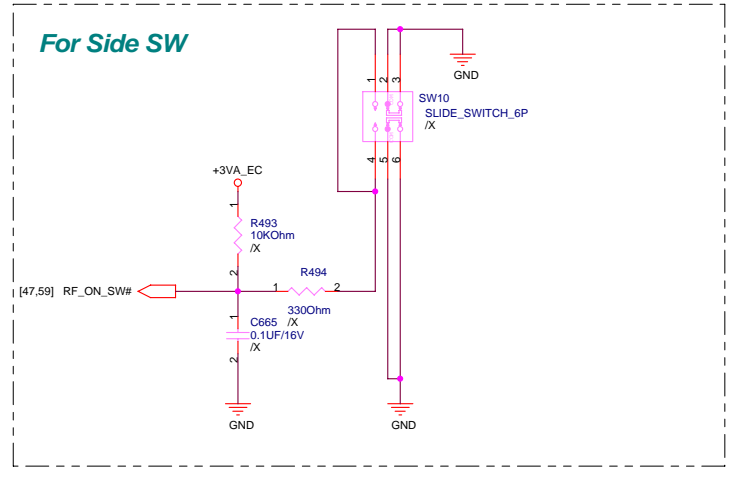 For Side SW
1 2 3
GND
SW10
SLIDE_SWITCH_6P
/X
4 5 6
+3VA_EC
1
R493
10KOhm
/X
2
[47,59] RF_ON_SW#
1 R494 2
330Ohm
/X
1
C665
0.1UF/16V
/X
2
GND
GND